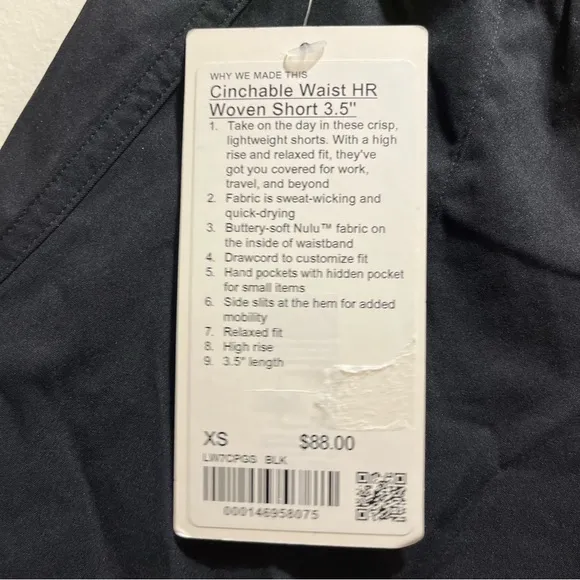 WHY WE MADE THIS
Cinchable Waist HR
Woven Short 3.5"
1. Take on the day in these crisp,
lightweight shorts. With a high
rise and relaxed fit, they've
got you covered for work,
travel, and beyond
2. Fabric is sweat-wicking and
quick-drying
3. Buttery-soft Nulu™ fabric on
the inside of waistband
4. Drawcord to customize fit
5. Hand pockets with hidden pocket
for small items
6. Side slits at the hem for added
mobility
7. Relaxed fit
8. High rise
9. 3.5" length
XS $88.00
LW7CPGS BLK
000146958075